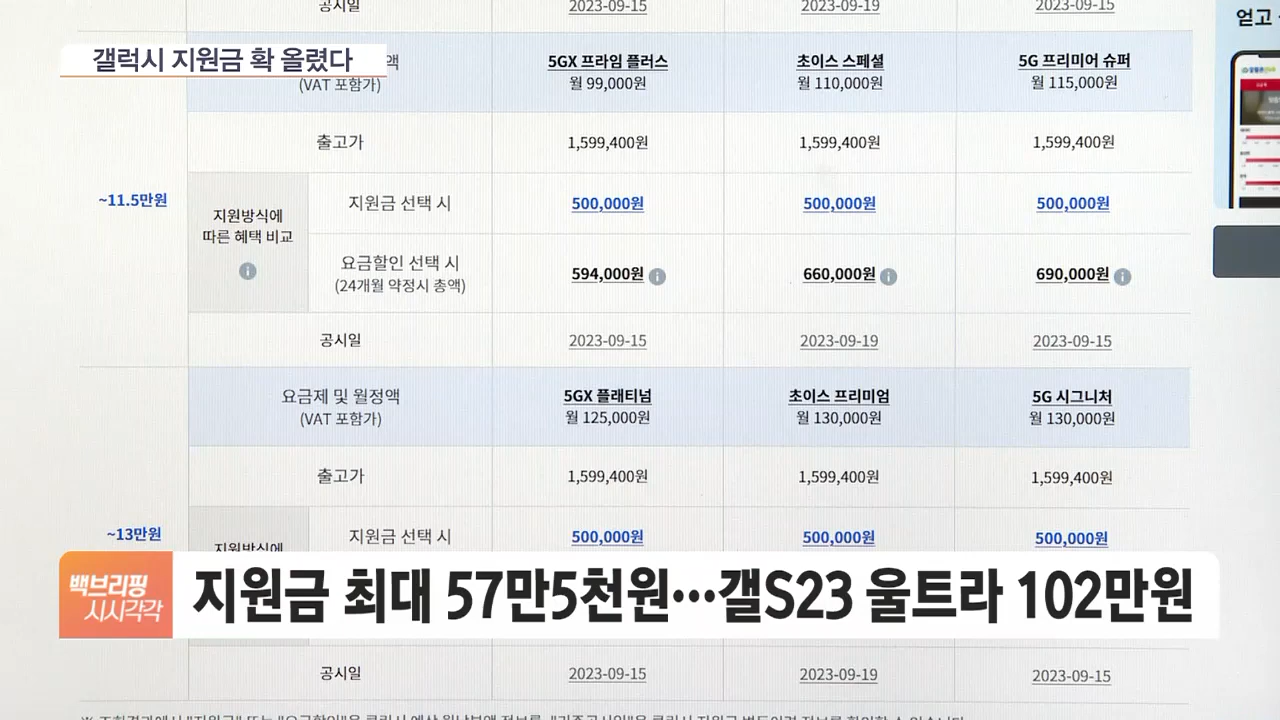 공시일 2023-09-15 2023-09-19 2023-09-15
얻고
갤럭시 지원금 확 올렸다
액
(VAT 포함가)
5GX 프라임 플러스 초이스 스페셜 5G 프리미어 슈퍼
월 99,000원 월 110,000원 월 115,000원
출고가 1,599,400원 1,599,400원 1,599,400원
~11.5만원
지원방식에
따른 혜택 비교
지원금 선택 시 500,000원 500,000원 500,000원
요금할인 선택 시
(24개월 약정시 총액)
594,000원 660,000원 690,000원
공시일 2023-09-15 2023-09-19 2023-09-15
요금제 및 월정액
(VAT 포함가)
5GX 플래티넘 초이스 프리미엄 5G 시그니처
월 125,000원 월 130,000원 월 130,000원
출고가 1,599,400원 1,599,400원 1,599,400원
~13만원
지원방식에
지원금 선택 시 500,000원 500,000원 500,000원
백브리핑
시시각각
지원금 최대 57만5천원…갤S23 울트라 102만원
공시일 2023-09-15 2023-09-19 2023-09-15